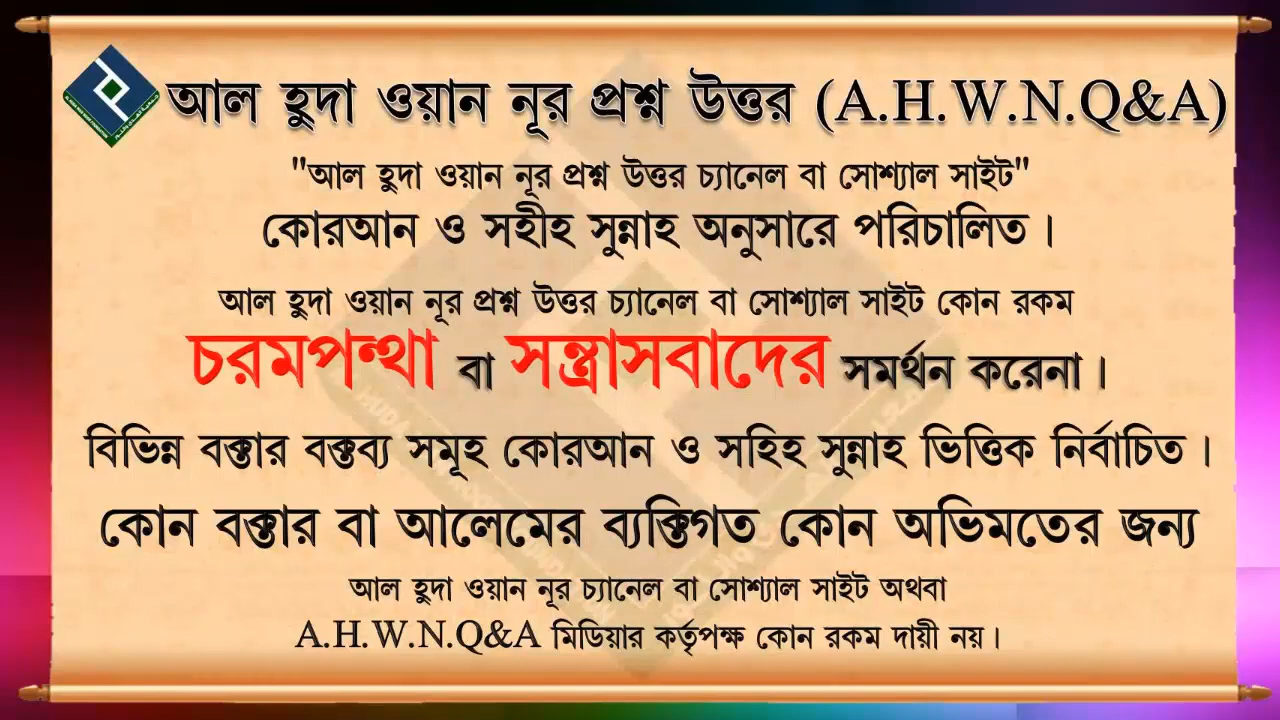 আল হুদা ওয়ান নূর প্রশ্ন উত্তর (A.H.W.N.Q&A)
"আল হুদা ওয়ান নূর প্রশ্ন উত্তর চ্যানেল বা সোশ্যাল সাইট"
কোরআন ও সহীহ সুন্নাহ অনুসারে পরিচালিত।
আল হুদা ওয়ান নূর প্রশ্ন উত্তর চ্যানেল বা সোশ্যাল সাইট কোন রকম
চরমপন্থা বা সন্ত্রাসবাদের সমর্থন করেনা।
বিভিন্ন বক্তার বক্তব্য সমূহ কোরআন ও সহিহ সুন্নাহ ভিত্তিক নির্বাচিত।
কোন বক্তার বা আলেমের ব্যক্তিগত কোন অভিমতের জন্য
আল হুদা ওয়ান নূর চ্যানেল বা সোশ্যাল সাইট অথবা
A.H.W.N.Q&A মিডিয়ার কর্তৃপক্ষ কোন রকম দায়ী নয়।